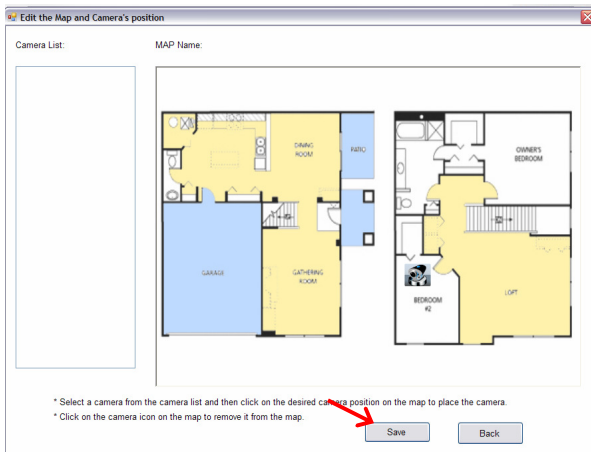 Edit the Map and Camera's position
Camera List:
MAP Name:
DINING
ROOM
PATIO
OWNER'S
BEDROOM
GARAGE
GATHERING
ROOM
BEDROOM
#2
LOFT
* Select a camera from the camera list and then click on the desired camera position on the map to place the camera.
* Click on the camera icon on the map to remove it from the map.
Save
Back